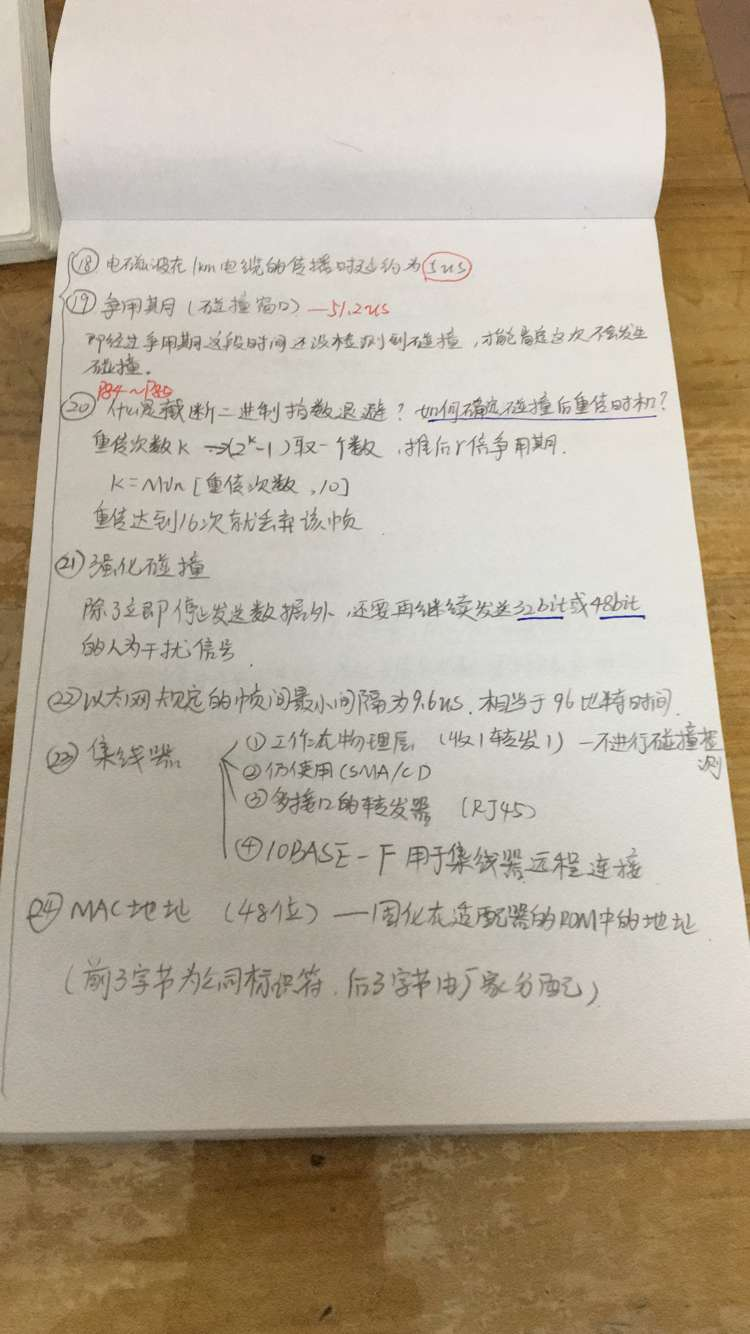 ⑱ 电磁波在1km电缆的传播时延约为5us
⑲ 争用期(碰撞窗口)—51.2us
即经过争用期这段时间还没检测到碰撞,才能肯定这次不会发生
碰撞.
P84~P85
⑳ 什么是截断二进制指数退避?如何确定碰撞后重传时机?
重传次数K →(2^k-1)取一个数,推后r倍争用期.
K=Min[重传次数,10]
重传达到16次就丢弃该帧
㉑ 强化碰撞
除了立即停止发送数据外,还要再继续发送32bit或48bit
的人为干扰信号
㉒ 以太网规定的帧间最小间隔为9.6us.相当于96比特时间.
㉓ 集线器
① 工作在物理层(收1转发1)—不进行碰撞检
测
② 仍使用CSMA/CD
③ 多接口的转发器(RJ45)
④ 10BASE-F用于集线器远程连接
㉔ MAC地址(48位)—固化在适配器的ROM中的地址
(前3字节为公司标识符.后3字节由厂家分配)